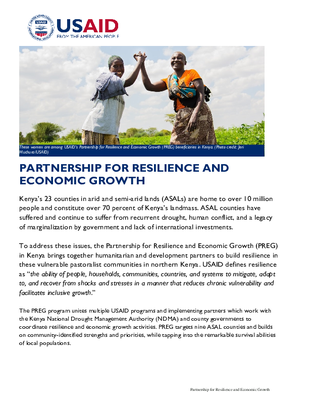 USAID
FROM THE AMERICAN PEOPLE
These women are among USAID's Partnership for Resilience and Economic Growth (PREG) beneficiaries in Kenya (Photo credit: Jeri
/USAID)
PARTNERSHIP FOR RESILIENCE AND
ECONOMIC GROWTH
Kenya's 23 counties in arid and semi-arid lands (ASALs) are home to over 10 million
people and constitute over 70 percent of Kenya's landmass. ASAL counties have
suffered and continue to suffer from recurrent drought, human conflict, and a legacy
of marginalization by government and lack of international investments.
To address these issues, the Partnership for Resilience and Economic Growth (PREG)
in Kenya brings together humanitarian and development partners to build resilience in
these vulnerable pastoralist communities in northern Kenya. USAID defines resilience
as "the ability of people, households, communities, countries, and systems to mitigate, adapt
to, and recover from shocks and stresses in a manner that reduces chronic vulnerability and
facilitates inclusive growth."
The PREG program unites multiple USAID programs and implementing partners which work with
the Kenya National Drought Management Authority (NDMA) and county governments to
coordinate resilience and economic growth activities. PREG targets nine ASAL counties and builds
on community-identified strengths and priorities, while tapping into the remarkable survival abilities
of local populations.
Partnership for Resilience and Economic Growth